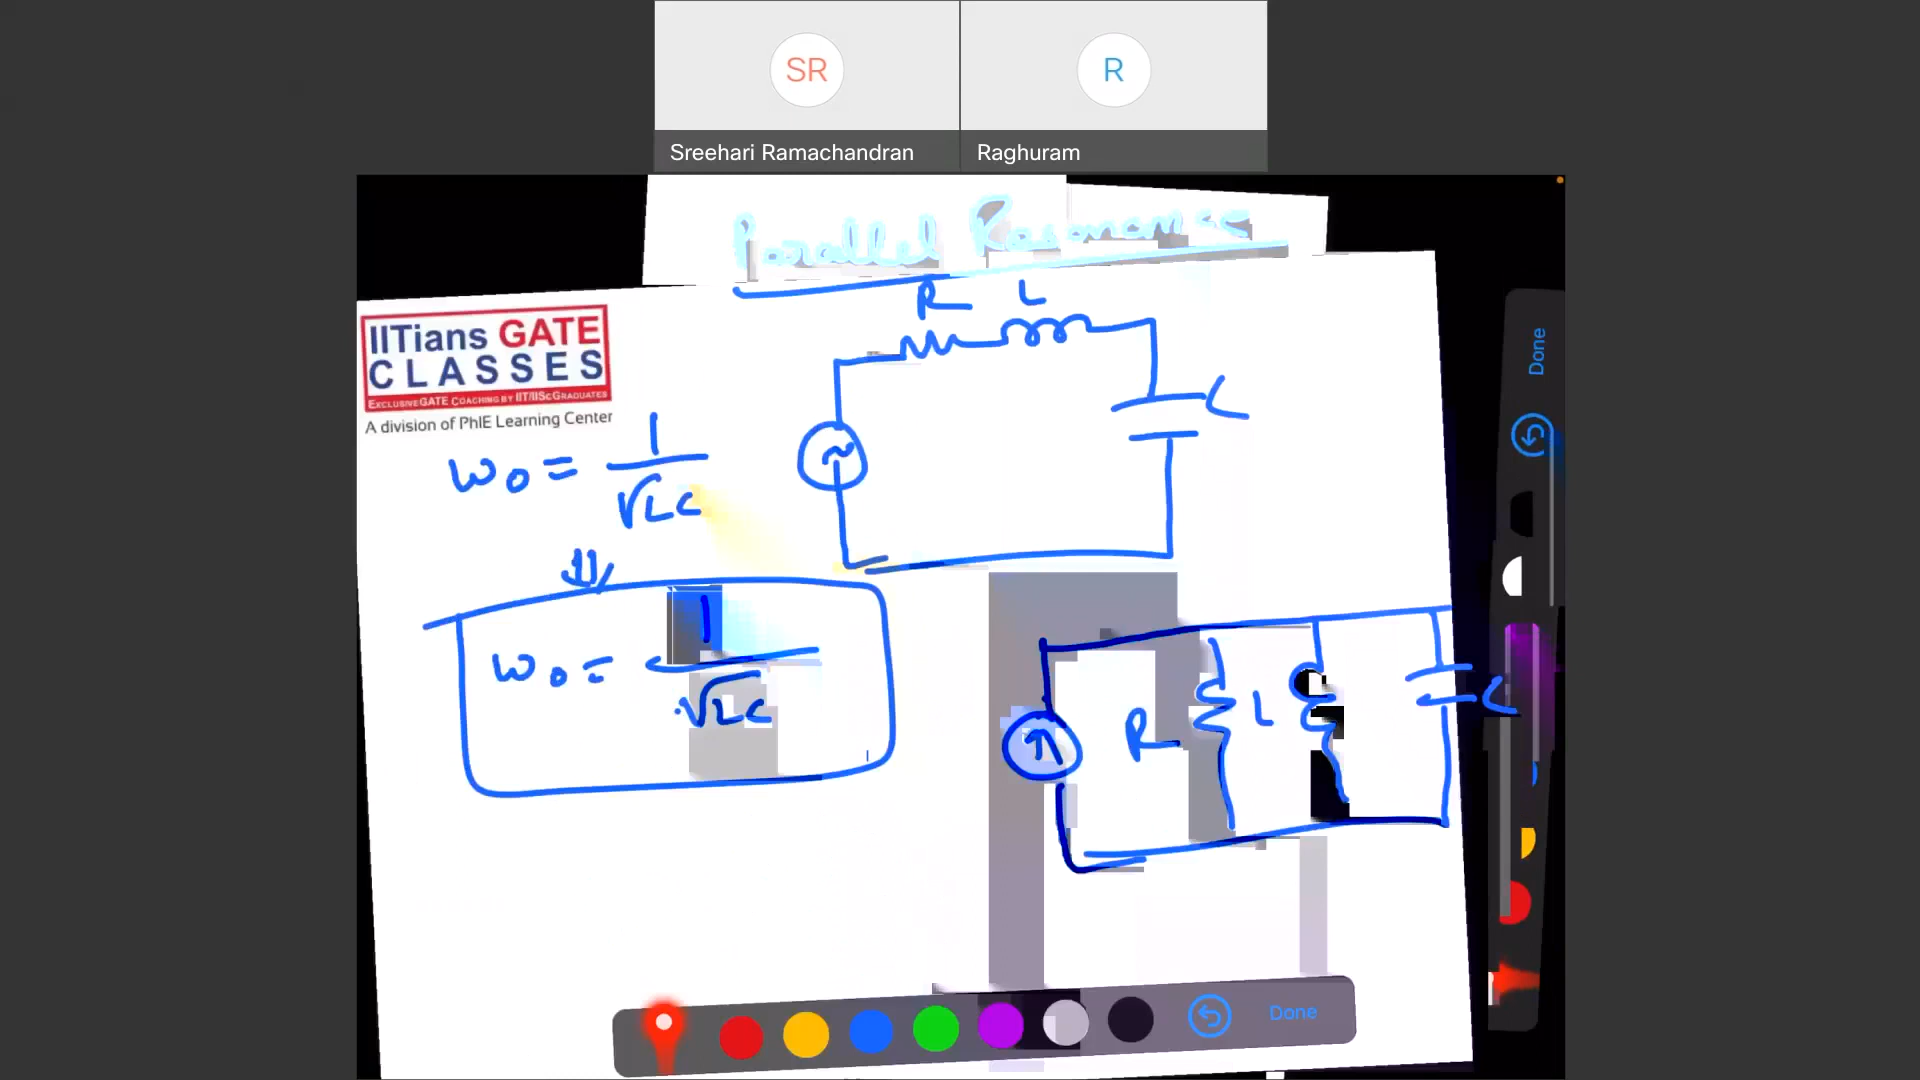 SR
R
Sreehari Ramachandran
Raghuram
Parallel Resonance
R L
C
IITians GATE
CLASSES
EXCLUSIVE GATE COACHING BY IIT/IISc GRADUATES
A division of PhIE Learning Center
ω₀ = 1/√LC
ω₀ = 1/√LC
R L C
Done
Done